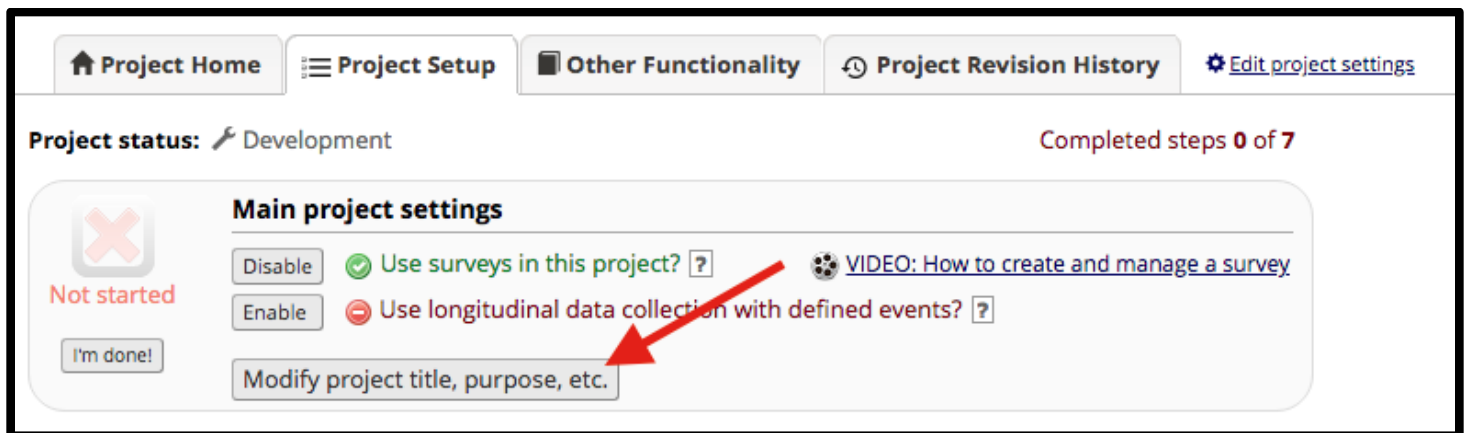 Project Home Project Setup Other Functionality Project Revision History Edit project settings
Project status: Development Completed steps 0 of 7
Main project settings
Disable Use surveys in this project? ? VIDEO: How to create and manage a survey
Not started
Enable Use longitudinal data collection with defined events? ?
I'm done!
Modify project title, purpose, etc.